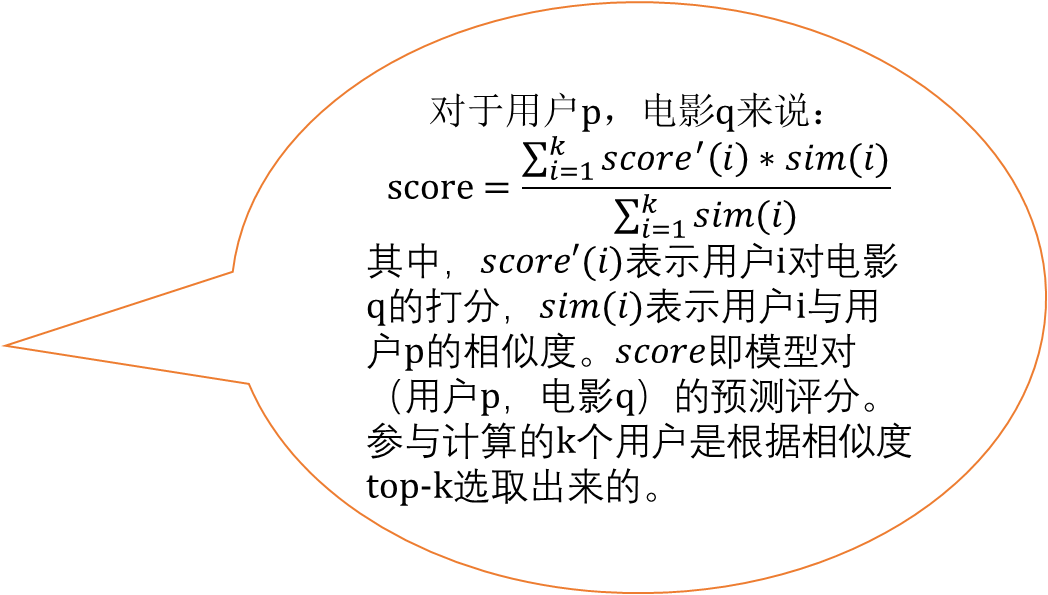 对于用户p，电影q来说：
score = \frac{\sum_{i=1}^{k} score'(i) * sim(i)}{\sum_{i=1}^{k} sim(i)}
其中，score'(i)表示用户i对电影
q的打分，sim(i)表示用户i与用
户p的相似度。score即模型对
（用户p，电影q）的预测评分。
参与计算的k个用户是根据相似度
top-k选取出来的。